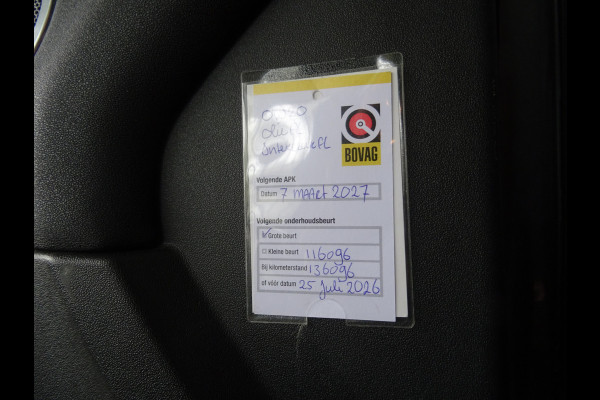 BOVAG
Volgende APK
Datum 7 MAArt 2027
Volgende onderhoudsbeurt
Grote beurt
Kleine beurt 116096
Bij kilometerstand 136096
of vóór datum 25 Juli 2026